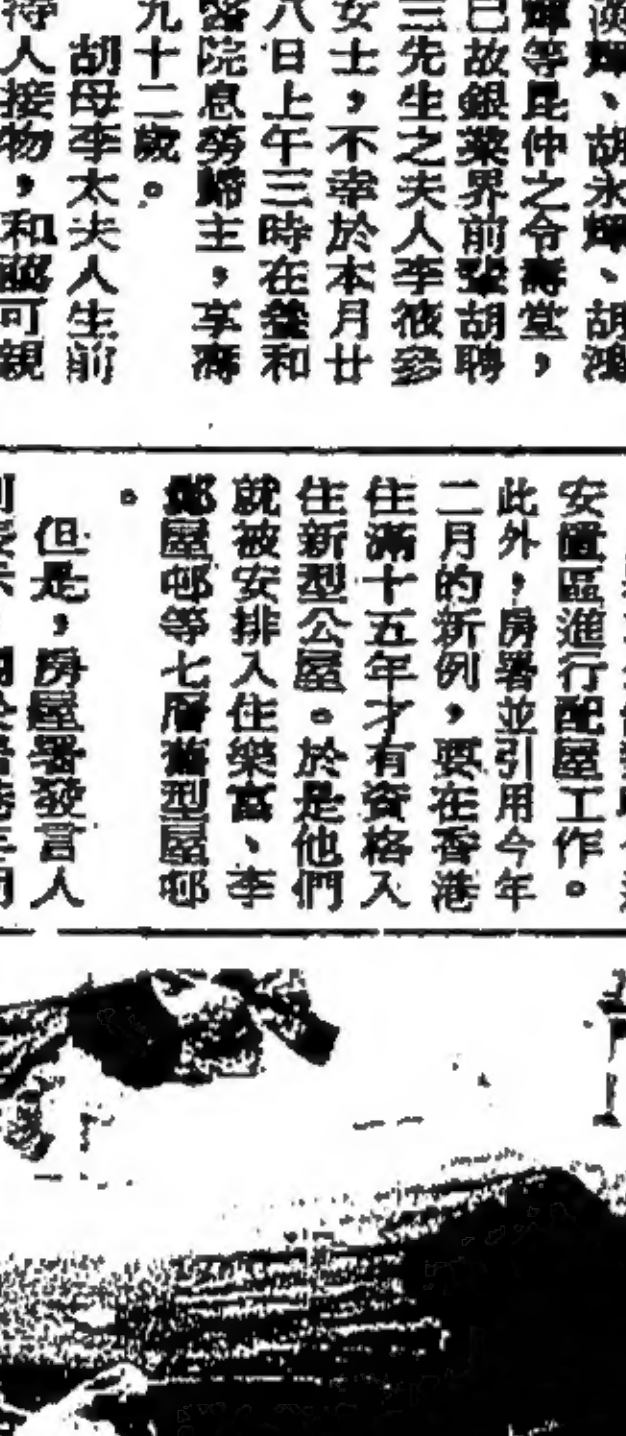 漢輝、胡永輝、胡鴻
輝等昆仲之令壽堂，
已故銀業界前輩胡聘
三先生之夫人李彼參
女士，不幸於本月廿
八日上午三時在養和
醫院息勞歸主，享壽
九十二歲。
胡母李太夫人生前
待人接物，和藹可親
安置區進行配屋工作。
此外，房署並引用今年
二月的新例，要在香港
住滿十五年才有資格入
住新型公屋。於是他們
就被安排入住樂富、李
鄭屋邨等七層舊型屋邨
。
但是，房屋署發言人